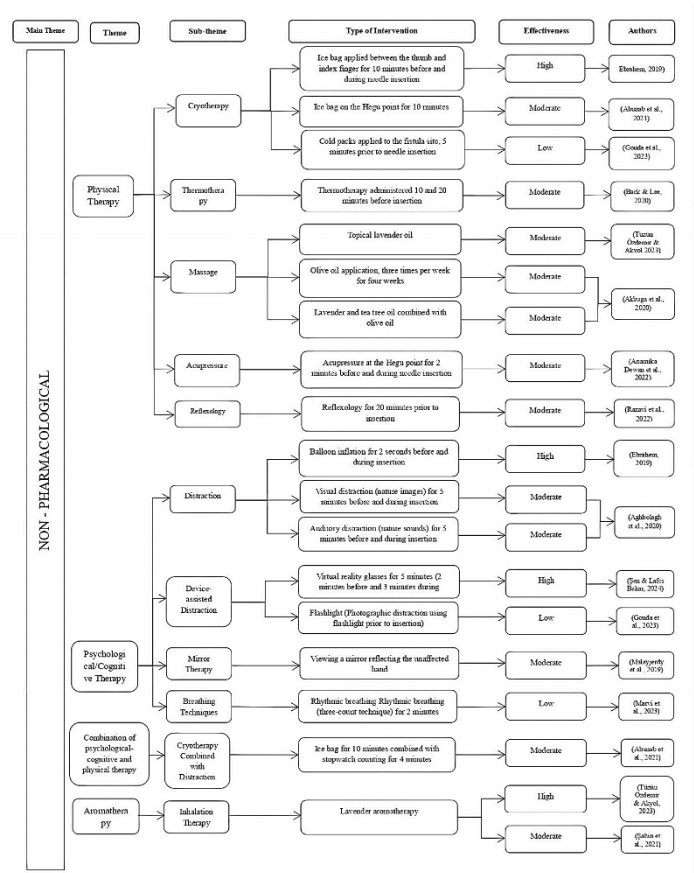 Main Theme
Theme
Sub-theme
Type of Intervention
Effectiveness
Authors
NON - PHARMACOLOGICAL
Physical
Therapy
Cryotherapy
Ice bag applied between the thumb and
index finger for 10 minutes before and
during needle insertion
High
Ebrahem, 2019)
Ice bag on the Hegu point for 10 minutes
Moderate
(Abuzab et al.,
2021)
Cold packs applied to the fistula site, 5
minutes prior to needle insertion
Low
(Gouda et al.,
2023)
Thermothera
py
Thermotherapy administered 10 and 20
minutes before insertion
Moderate
(Back & Lee,
2020)
Massage
Topical lavender oil
Moderate
(Tuzun
Özdemir &
Akyol 2023)
Olive oil application, three times per week
for four weeks
Moderate
Lavender and tea tree oil combined with
olive oil
Moderate
(Akbuga et al.,
2020)
Acupressure
Acupressure at the Hegu point for 2
minutes before and during needle insertion
Moderate
(Anamika
Dewan et al.,
2022)
Reflexology
Reflexology for 20 minutes prior to
insertion
Moderate
(Razavi et al.,
2022)
Psychologi
cal/Cogniti
ve Therapy
Distraction
Balloon inflation for 2 seconds before and
during insertion
High
(Ebrahem,
2019)
Visual distraction (nature images) for 5
minutes before and during insertion
Moderate
Auditory distraction (nature sounds) for 5
minutes before and during insertion
Moderate
(Aghbolagh
et al., 2020)
Device-
assisted
Distraction
Virtual reality glasses for 5 minutes (2
minutes before and 3 minutes during
High
(Şen & Lafcı
2024)
Flashlight (Photographic distraction using
flashlight prior to insertion)
Low
(Gouda et
al., 2023)
Mirror
Therapy
Viewing a mirror reflecting the unaffected
hand
Moderate
et al., 2019)
Breathing
Techniques
Rhythmic breathing Rhythmic breathing
(three-count technique) for 2 minutes
Low
(Marvi et
al., 2023)
Combination of
psychological-
cognitive and
physical therapy
Cryotherapy
Combined
with
Distraction
Ice bag for 10 minutes combined with
stopwatch counting for 4 minutes
Moderate
(Abuzab et
al., 2021)
Aromathera
py
Inhalation
Therapy
Lavender aromatherapy
High
(Tüzün
Özdemir
& Akyol,
2023)
Moderate
(Şahin et
al., 2021)